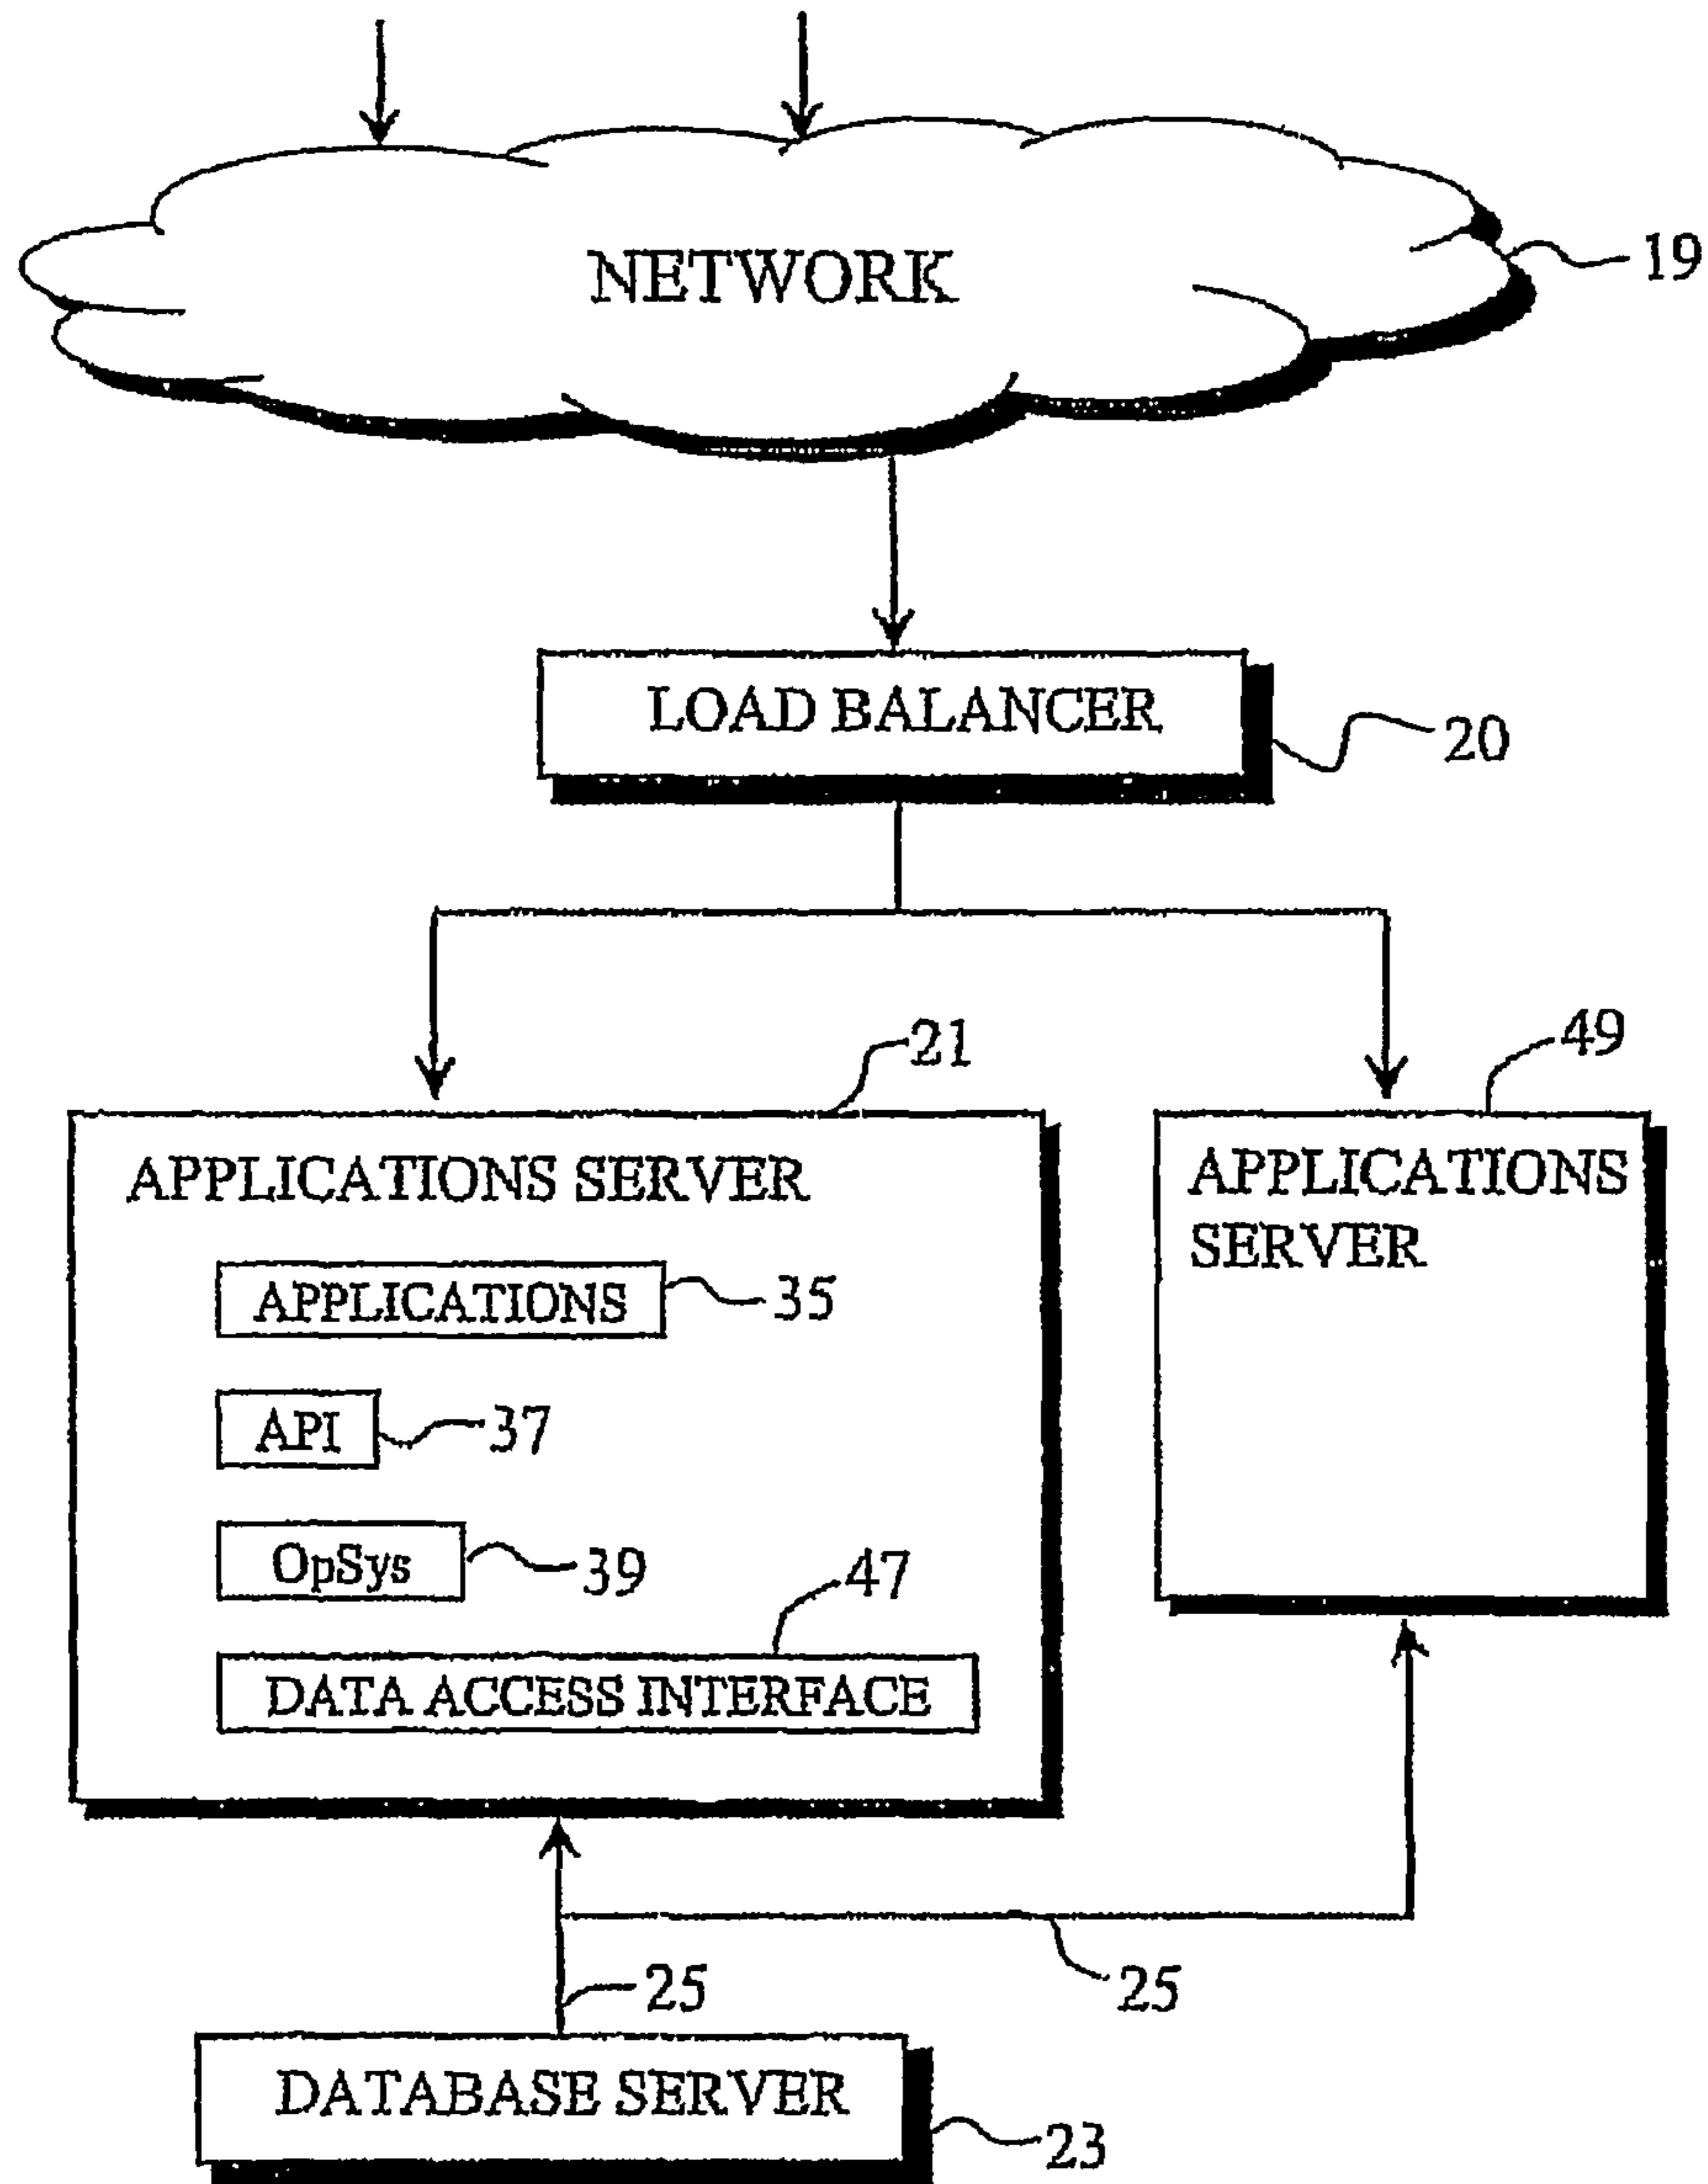 NETWORK
19
LOAD BALANCER
20
21
49
APPLICATIONS SERVER
APPLICATIONS
SERVER
APPLICATIONS
35
API
37
OpSys
39
47
DATA ACCESS INTERFACE
25
25
DATABASE SERVER
23